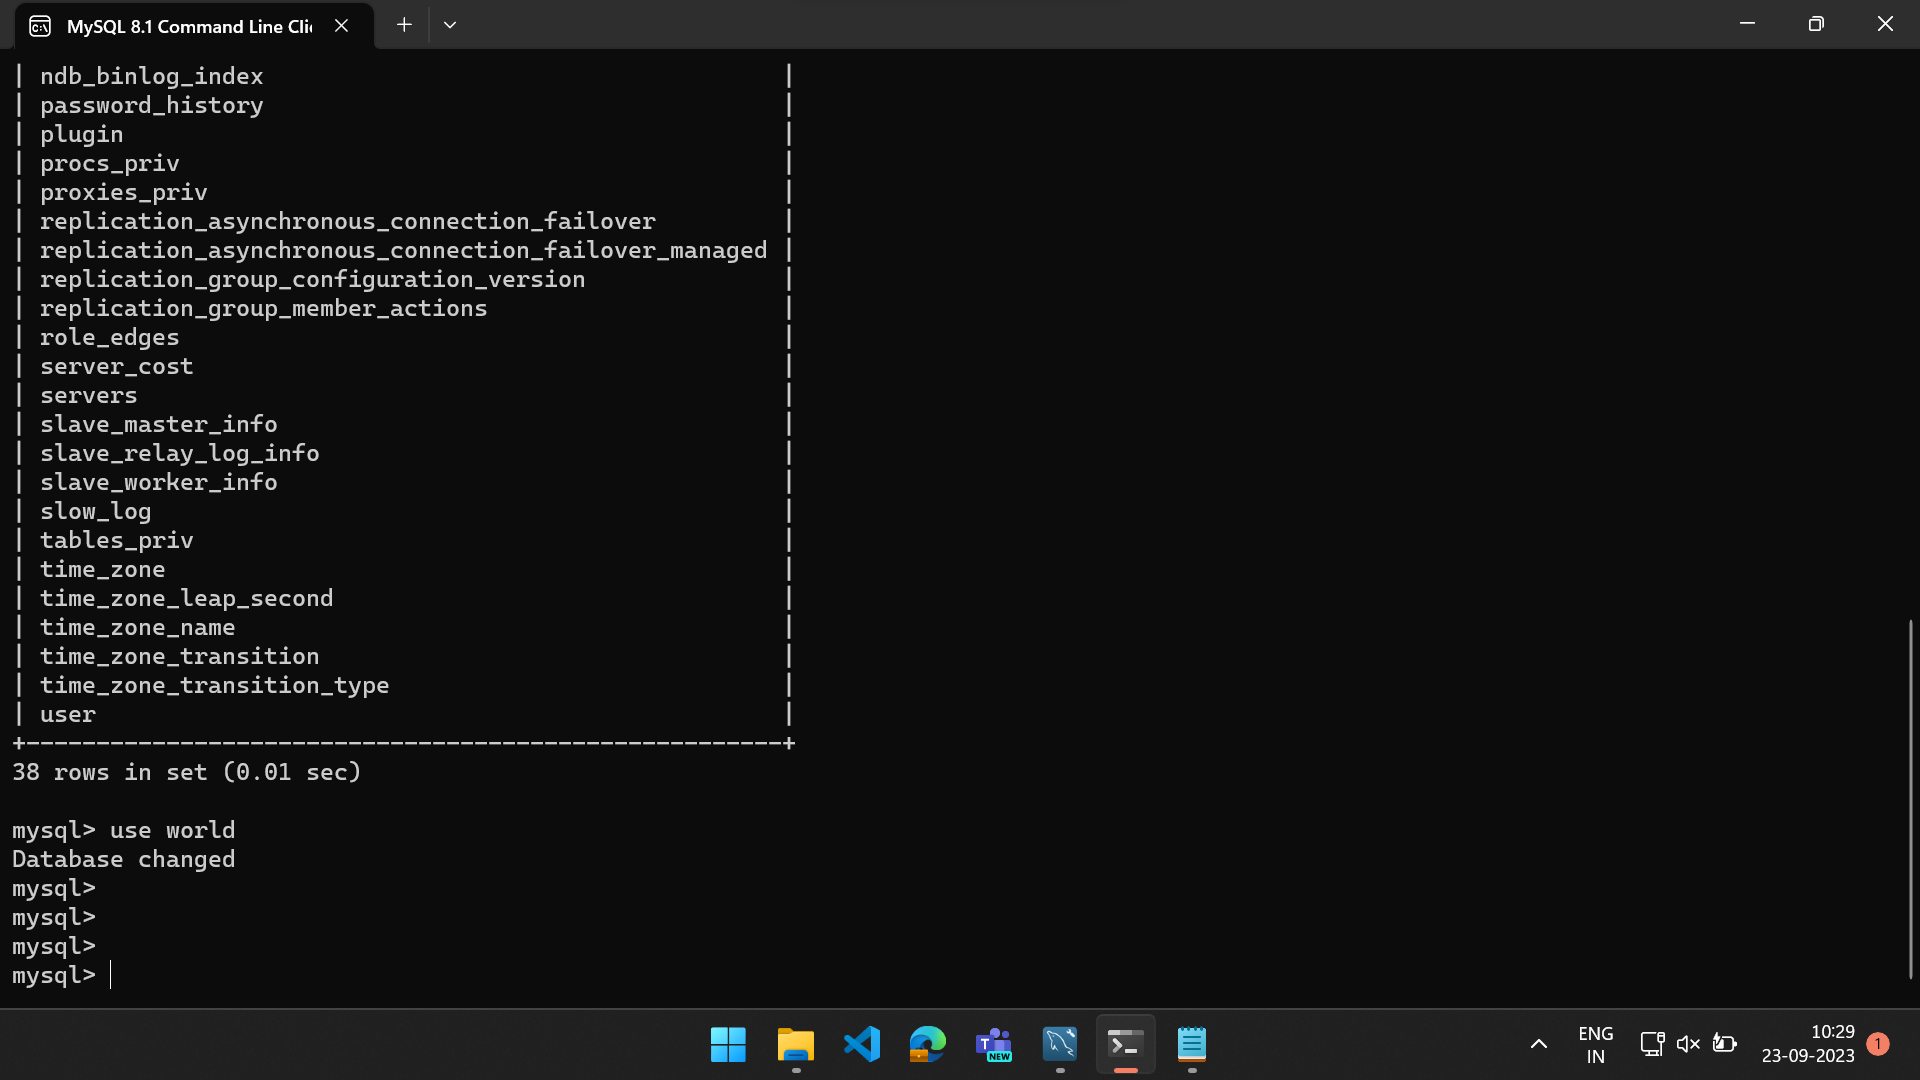 MySQL 8.1 Command Line Cli
| ndb_binlog_index |
| password_history |
| plugin |
| procs_priv |
| proxies_priv |
| replication_asynchronous_connection_failover |
| replication_asynchronous_connection_failover_managed |
| replication_group_configuration_version |
| replication_group_member_actions |
| role_edges |
| server_cost |
| servers |
| slave_master_info |
| slave_relay_log_info |
| slave_worker_info |
| slow_log |
| tables_priv |
| time_zone |
| time_zone_leap_second |
| time_zone_name |
| time_zone_transition |
| time_zone_transition_type |
| user |
+------------------------------------------------------+
38 rows in set (0.01 sec)
mysql> use world
Database changed
mysql>
mysql>
mysql>
mysql>
T NEW
ENG
IN
10:29
23-09-2023
1